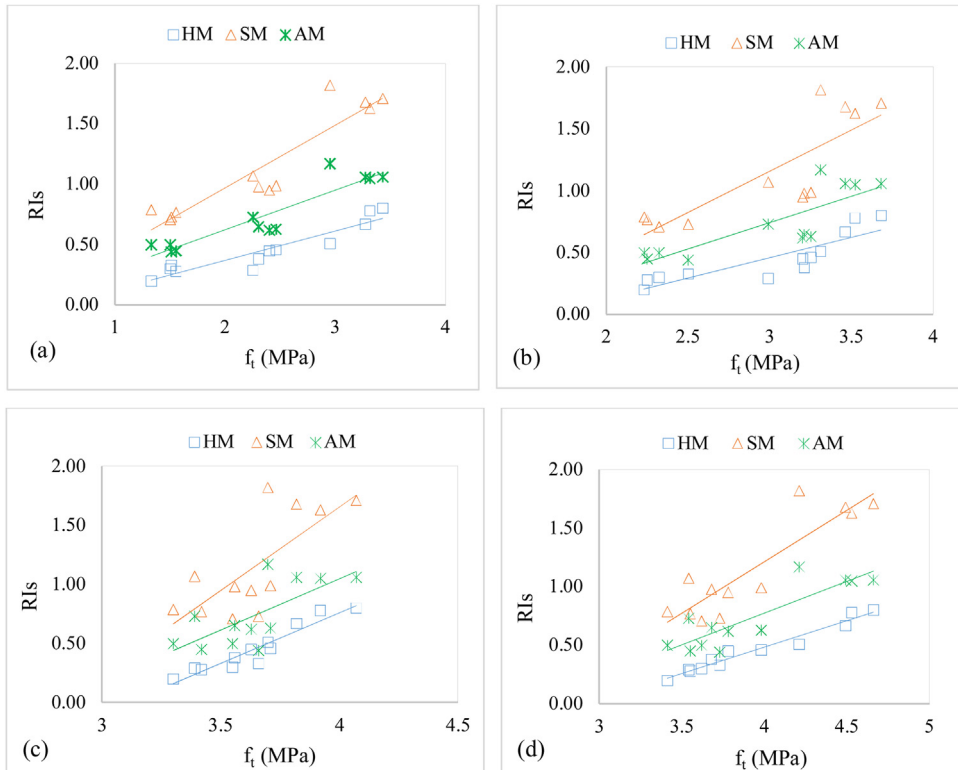 HM SM AM
2.00
1.50
1.00
0.50
0.00
RIs
1 2 3 4
(a)
f_t (MPa)
HM SM AM
2.00
1.50
1.00
0.50
0.00
RIs
2 2.5 3 3.5 4
(b)
f_t (MPa)
HM SM AM
2.00
1.50
1.00
0.50
0.00
RIs
3 3.5 4 4.5
(c)
f_t (MPa)
HM SM AM
2.00
1.50
1.00
0.50
0.00
RIs
3 3.5 4 4.5 5
(d)
f_t (MPa)